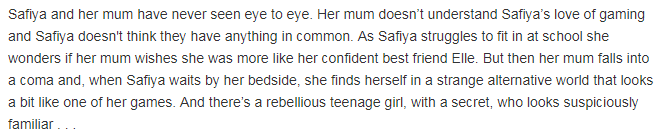 Safiya and her mum have never seen eye to eye. Her mum doesn’t understand Safiya’s love of gaming
and Safiya doesn't think they have anything in common. As Safiya struggles to fit in at school she
wonders if her mum wishes she was more like her confident best friend Elle. But then her mum falls into
a coma and, when Safiya waits by her bedside, she finds herself in a strange alternative world that looks
a bit like one of her games. And there’s a rebellious teenage girl, with a secret, who looks suspiciously
familiar . . .